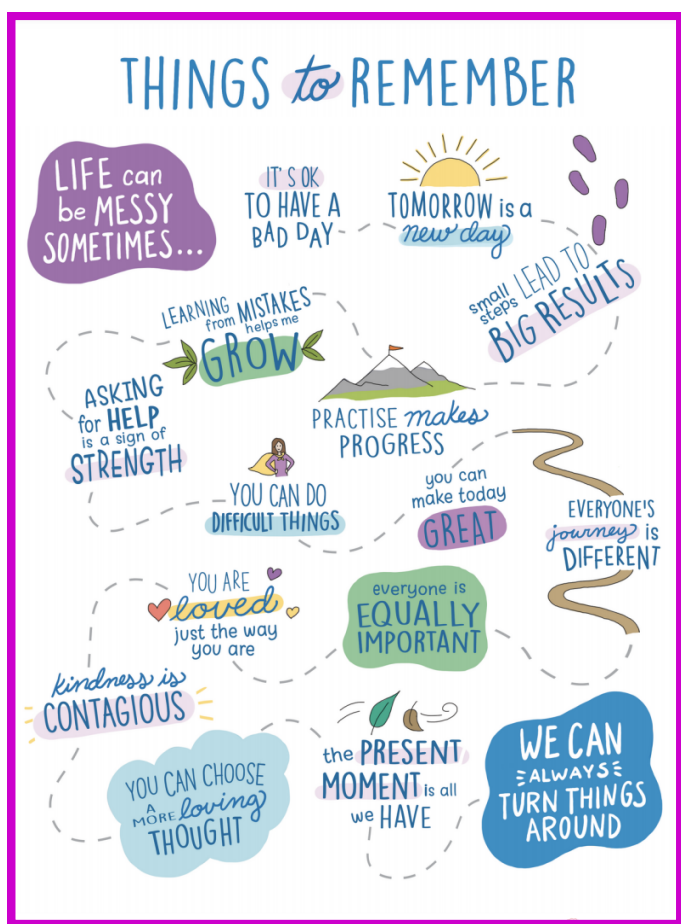 THINGS to REMEMBER
LIFE can
be MESSY
SOMETIMES...
IT'S OK
TO HAVE A
BAD DAY
TOMORROW is a
new day
small
steps LEAD TO
BIG RESULTS
LEARNING
from MISTAKES
helps me
GROW
ASKING
for HELP
is a sign of
STRENGTH
PRACTISE makes
PROGRESS
YOU CAN DO
DIFFICULT THINGS
you can
make today
GREAT
EVERYONE'S
journey is
DIFFERENT
YOU ARE
loved
just the way
you are
everyone is
EQUALLY
IMPORTANT
kindness is
CONTAGIOUS
YOU CAN CHOOSE
A
MORE loving
THOUGHT
the PRESENT
MOMENT is all
we HAVE
WE CAN
ALWAYS
TURN THINGS
AROUND